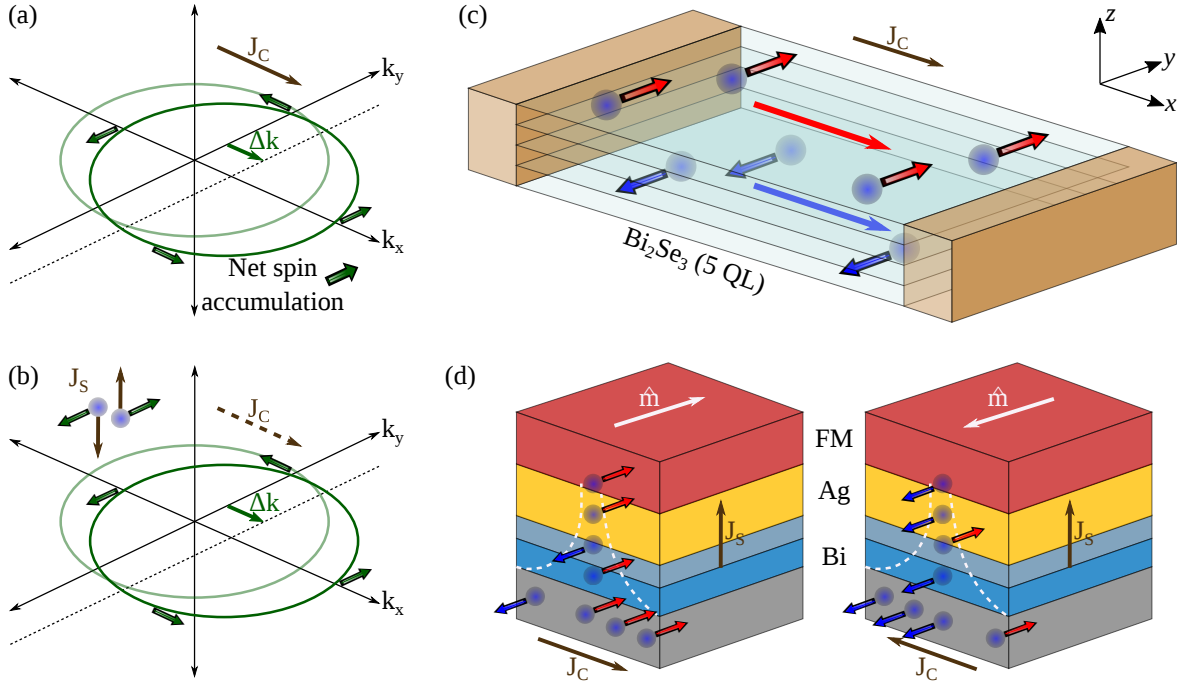 (a)
J_C
k_y
Δk
k_x
Net spin
accumulation
(b)
J_S
J_C
k_y
Δk
k_x
(c)
J_C
z
y
x
Bi₂Se₃ (5 QL)
(d)
m̂
FM
Ag
Bi
J_S
J_C
m̂
J_S
J_C